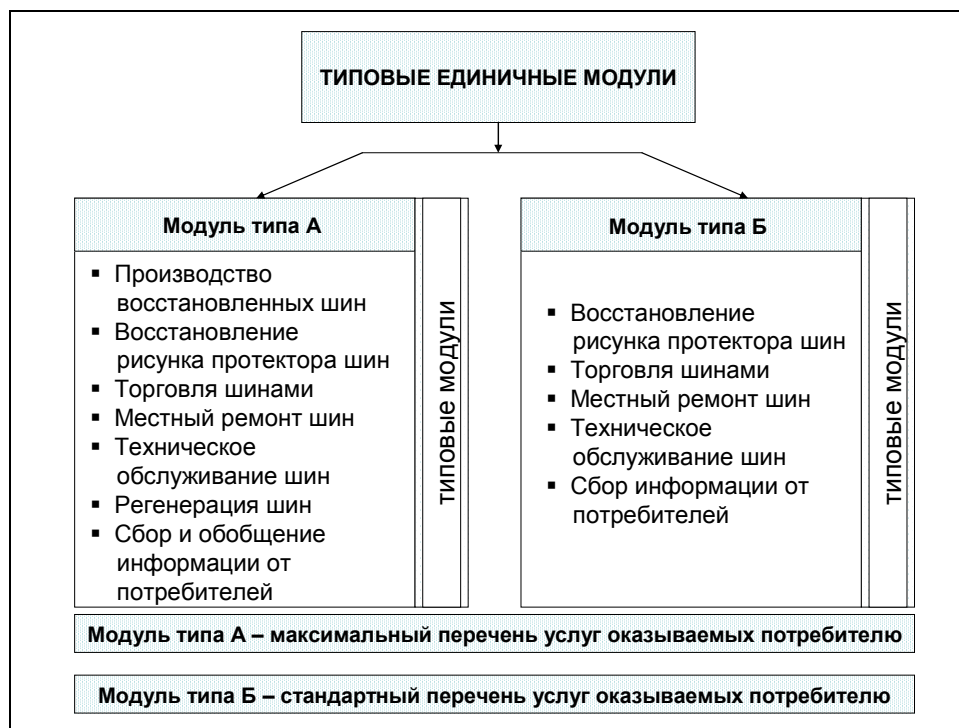 ТИПОВЫЕ ЕДИНИЧНЫЕ МОДУЛИ
Модуль типа А
▪ Производство
восстановленных шин
▪ Восстановление
рисунка протектора шин
▪ Торговля шинами
▪ Местный ремонт шин
▪ Техническое
обслуживание шин
▪ Регенерация шин
▪ Сбор и обобщение
информации от
потребителей
типовые модули
Модуль типа Б
▪ Восстановление
рисунка протектора шин
▪ Торговля шинами
▪ Местный ремонт шин
▪ Техническое
обслуживание шин
▪ Сбор информации от
потребителей
типовые модули
Модуль типа А – максимальный перечень услуг оказываемых потребителю
Модуль типа Б – стандартный перечень услуг оказываемых потребителю